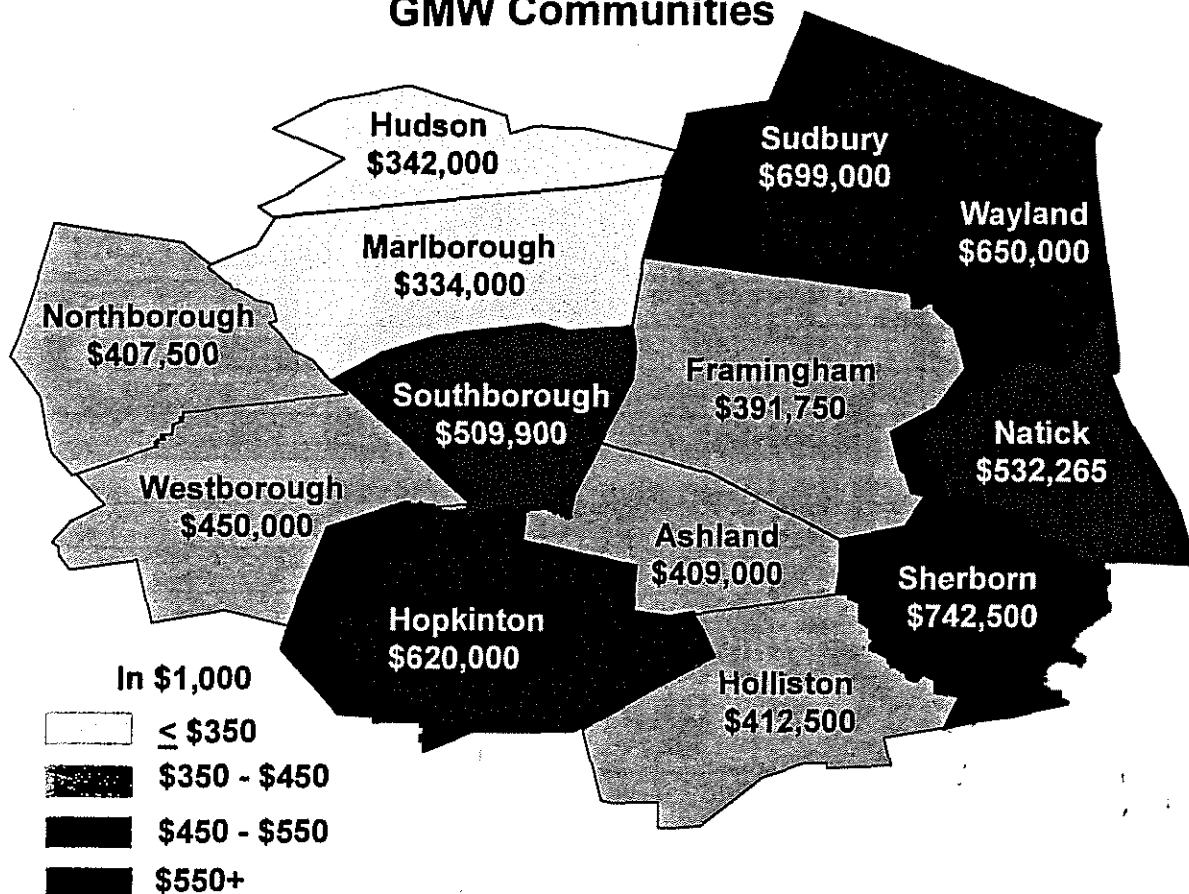 GMW Communities
Hudson
$342,000
Sudbury
$699,000
Wayland
$650,000
Marlborough
$334,000
Northborough
$407,500
Framingham
$391,750
Southborough
$509,900
Natick
$532,265
Westborough
$450,000
Ashland
$409,000
Sherborn
$742,500
Hopkinton
$620,000
Holliston
$412,500
In $1,000
≤ $350
$350 - $450
$450 - $550
$550+